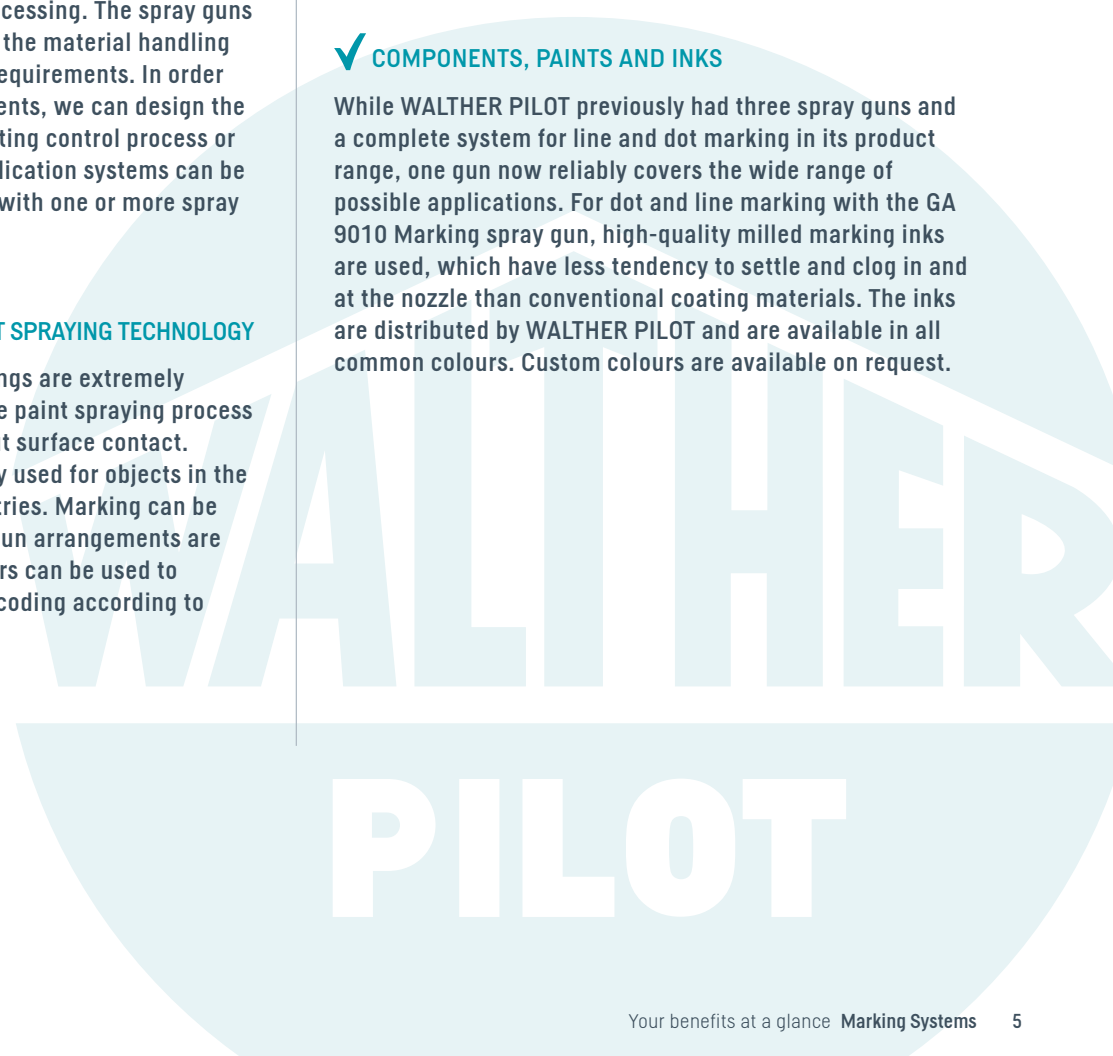 cessing. The spray guns
the material handling
equirements. In order
ents, we can design the
ting control process or
lication systems can be
with one or more spray
T SPRAYING TECHNOLOGY
ngs are extremely
e paint spraying process
t surface contact.
y used for objects in the
tries. Marking can be
un arrangements are
rs can be used to
coding according to
COMPONENTS, PAINTS AND INKS
While WALTHER PILOT previously had three spray guns and
a complete system for line and dot marking in its product
range, one gun now reliably covers the wide range of
possible applications. For dot and line marking with the GA
9010 Marking spray gun, high-quality milled marking inks
are used, which have less tendency to settle and clog in and
at the nozzle than conventional coating materials. The inks
are distributed by WALTHER PILOT and are available in all
common colours. Custom colours are available on request.
WALTHER
PILOT
Your benefits at a glance Marking Systems 5